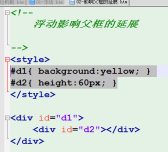 <!--
浮动影响父框的延展
-->
<style>
#d1{ background:yellow; }
#d2{ height:60px; }
</style>
<div id="d1">
<div id="d2"></div>
</div>